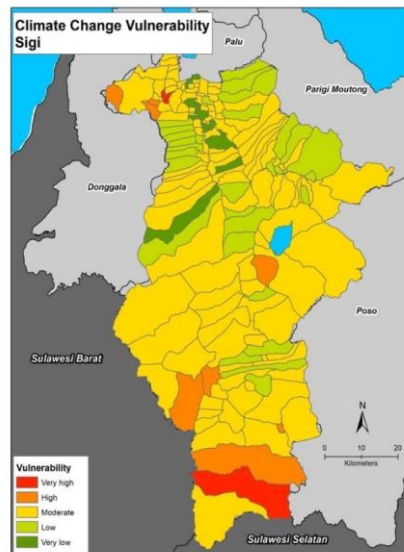 Climate Change Vulnerability
Sigi
Palu
Parigi Moutong
Donggala
Poso
Sulawesi Barat
N
0 10 20
Kilometers
Vulnerability
Very high
High
Moderate
Low
Very low
Sulawesi Selatan